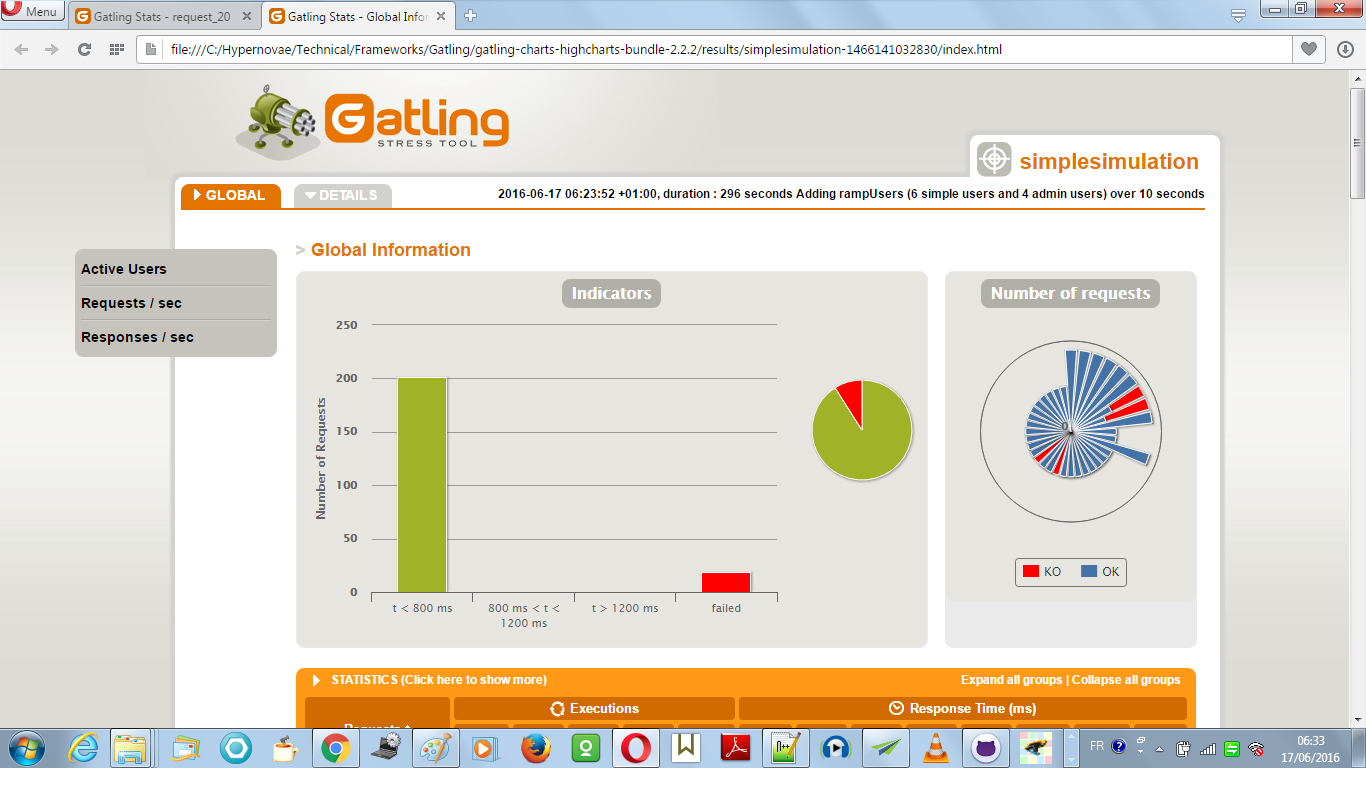 Menu
Gatling Stats - request_20
Gatling Stats - Global Infor
file:///C:/Hypernovae/Technical/Frameworks/Gatling/gatling-charts-highcharts-bundle-2.2.2/results/simplesimulation-1466141032830/index.html
Gatling
STRESS TOOL
simplesimulation
GLOBAL
DETAILS
2016-06-17 06:23:52 +01:00, duration : 296 seconds Adding rampUsers (6 simple users and 4 admin users) over 10 seconds
Active Users
Requests / sec
Responses / sec
> Global Information
Indicators
Number of Requests
250
200
150
100
50
0
t < 800 ms
800 ms < t <
1200 ms
t > 1200 ms
failed
Number of requests
0
KO OK
STATISTICS (Click here to show more)
Expand all groups | Collapse all groups
Executions
Response Time (ms)
FR
06:33
17/06/2016